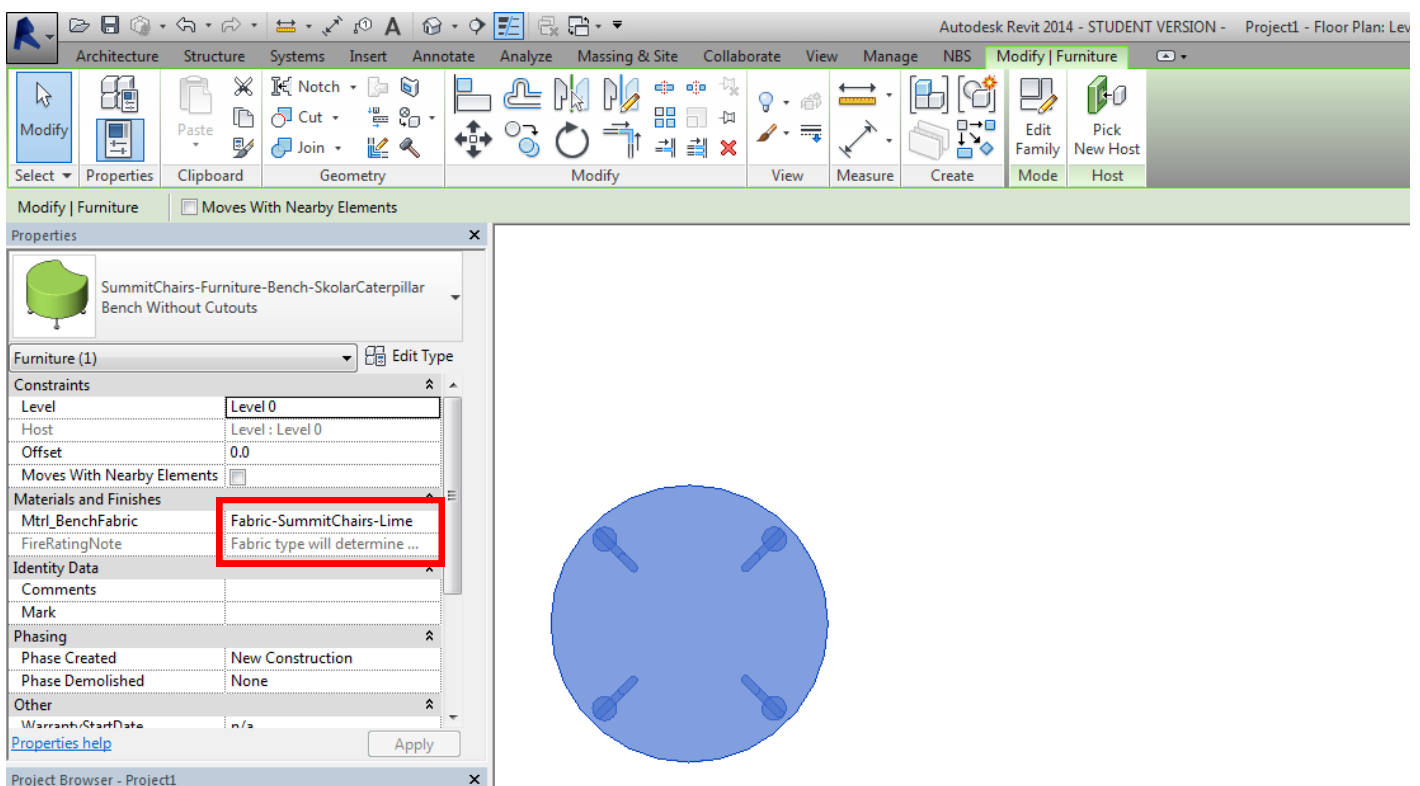 Autodesk Revit 2014 - STUDENT VERSION - Project1 - Floor Plan: Lev
Architecture Structure Systems Insert Annotate Analyze Massing & Site Collaborate View Manage NBS Modify | Furniture
Modify
Paste
Notch
Cut
Join
Edit Family
Pick New Host
Select Properties Clipboard Geometry Modify View Measure Create Mode Host
Modify | Furniture Moves With Nearby Elements
Properties
SummitChairs-Furniture-Bench-SkolarCaterpillar
Bench Without Cutouts
Furniture (1) Edit Type
Constraints
Level Level 0
Host Level : Level 0
Offset 0.0
Moves With Nearby Elements
Materials and Finishes
Mtrl_BenchFabric Fabric-SummitChairs-Lime
FireRatingNote Fabric type will determine ...
Identity Data
Comments
Mark
Phasing
Phase Created New Construction
Phase Demolished None
Other
WarrantyStartDate n/a
Properties help Apply
Project Browser - Project1